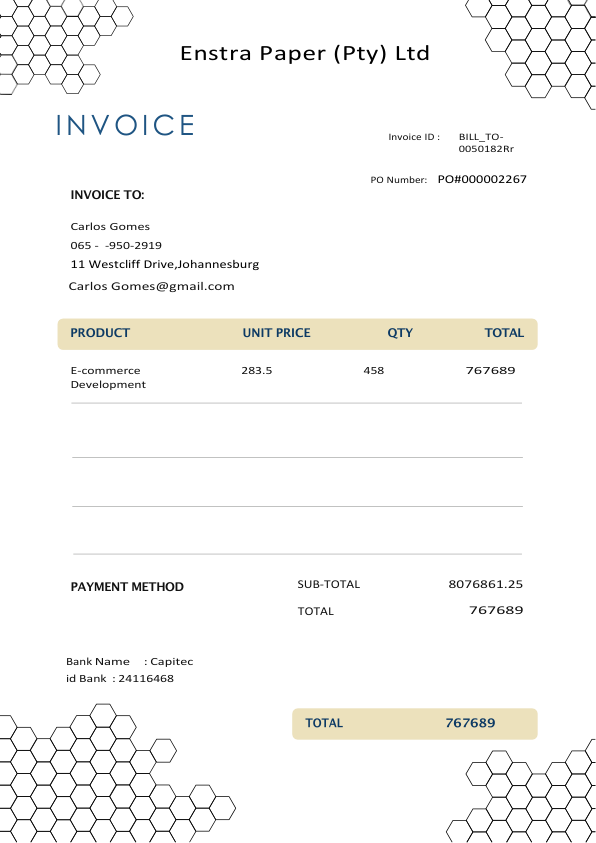 Enstra Paper (Pty) Ltd
INVOICE
Invoice ID : BILL_TO-
0050182Rr
PO Number: PO#000002267
INVOICE TO:
Carlos Gomes
065 - -950-2919
11 Westcliff Drive,Johannesburg
Carlos Gomes@gmail.com
PRODUCT UNIT PRICE QTY TOTAL
E-commerce 283.5 458 767689
Development
PAYMENT METHOD SUB-TOTAL 8076861.25
TOTAL 767689
Bank Name : Capitec
id Bank : 24116468
TOTAL 767689